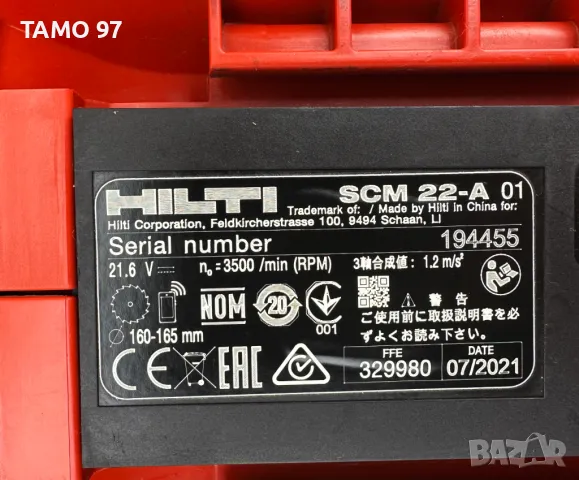 TAMO 97
HILTI
SCM 22-A 01
Trademark of: / Made by Hilti in China for:
Hilti Corporation, Feldkircherstrasse 100, 9494 Schaan, LI
Serial number 194455
21.6 V n₀= 3500 /min (RPM) 3軸合成値: 1.2 m/s²
NOM 20 001
⚠ 警告
ご使用前に取扱説明書を必
ずよくお読み下さい。
Ø 160-165 mm
CE EAC
FFE DATE
329980 07/2021
BAZAR